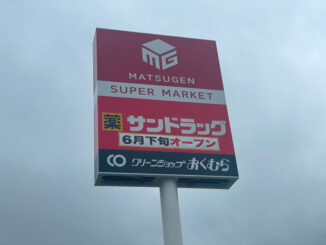 MG
MATSUGEN
SUPER MARKET
薬 サンドラッグ
6月下旬オープン
グリーンショップ おくむら